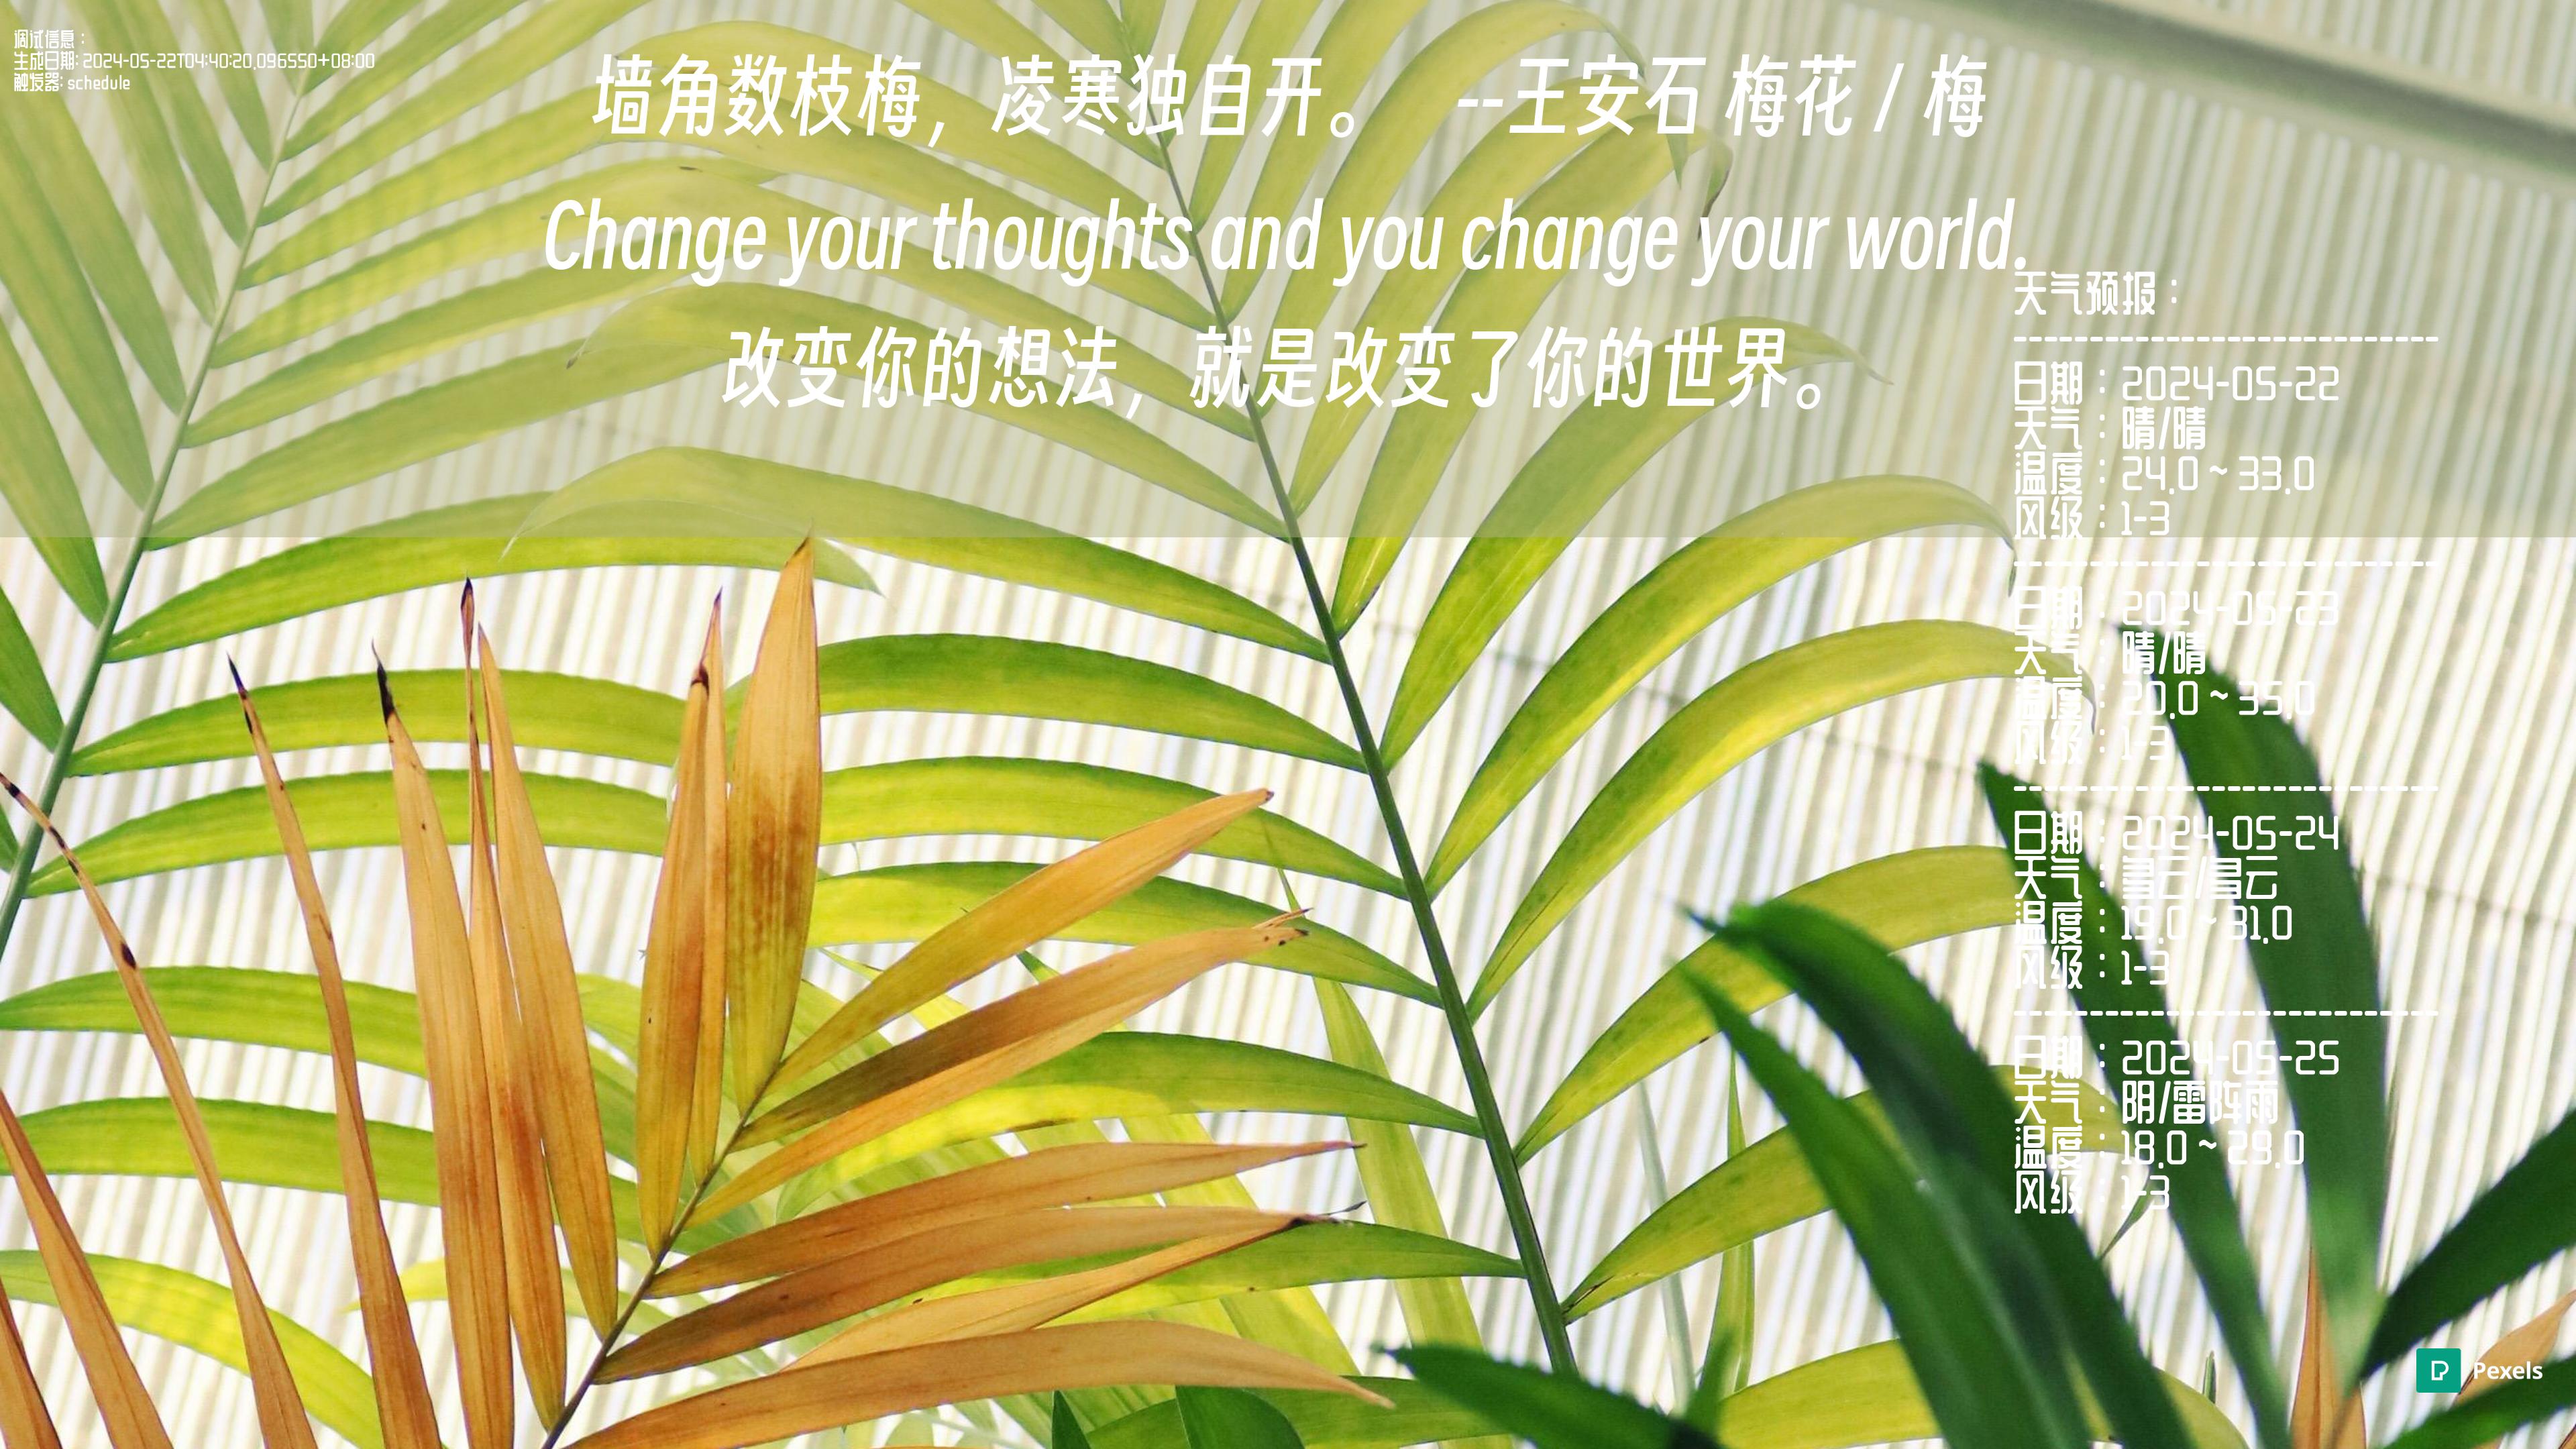 调试信息：
生成日期: 2024-05-22T04:40:20.096550+08:00
触发器: schedule
墙角数枝梅，凌寒独自开。 --王安石 梅花 / 梅
Change your thoughts and you change your world.
改变你的想法，就是改变了你的世界。
天气预报：
----------------------------
日期：2024-05-22
天气：晴/晴
温度：24.0 ~ 33.0
风级：1-3
----------------------------
日期：2024-05-23
天气：晴/晴
温度：20.0 ~ 35.0
风级：1-3
----------------------------
日期：2024-05-24
天气：多云/多云
温度：19.0 ~ 31.0
风级：1-3
----------------------------
日期：2024-05-25
天气：阴/雷阵雨
温度：18.0 ~ 29.0
风级：1-3
Pexels